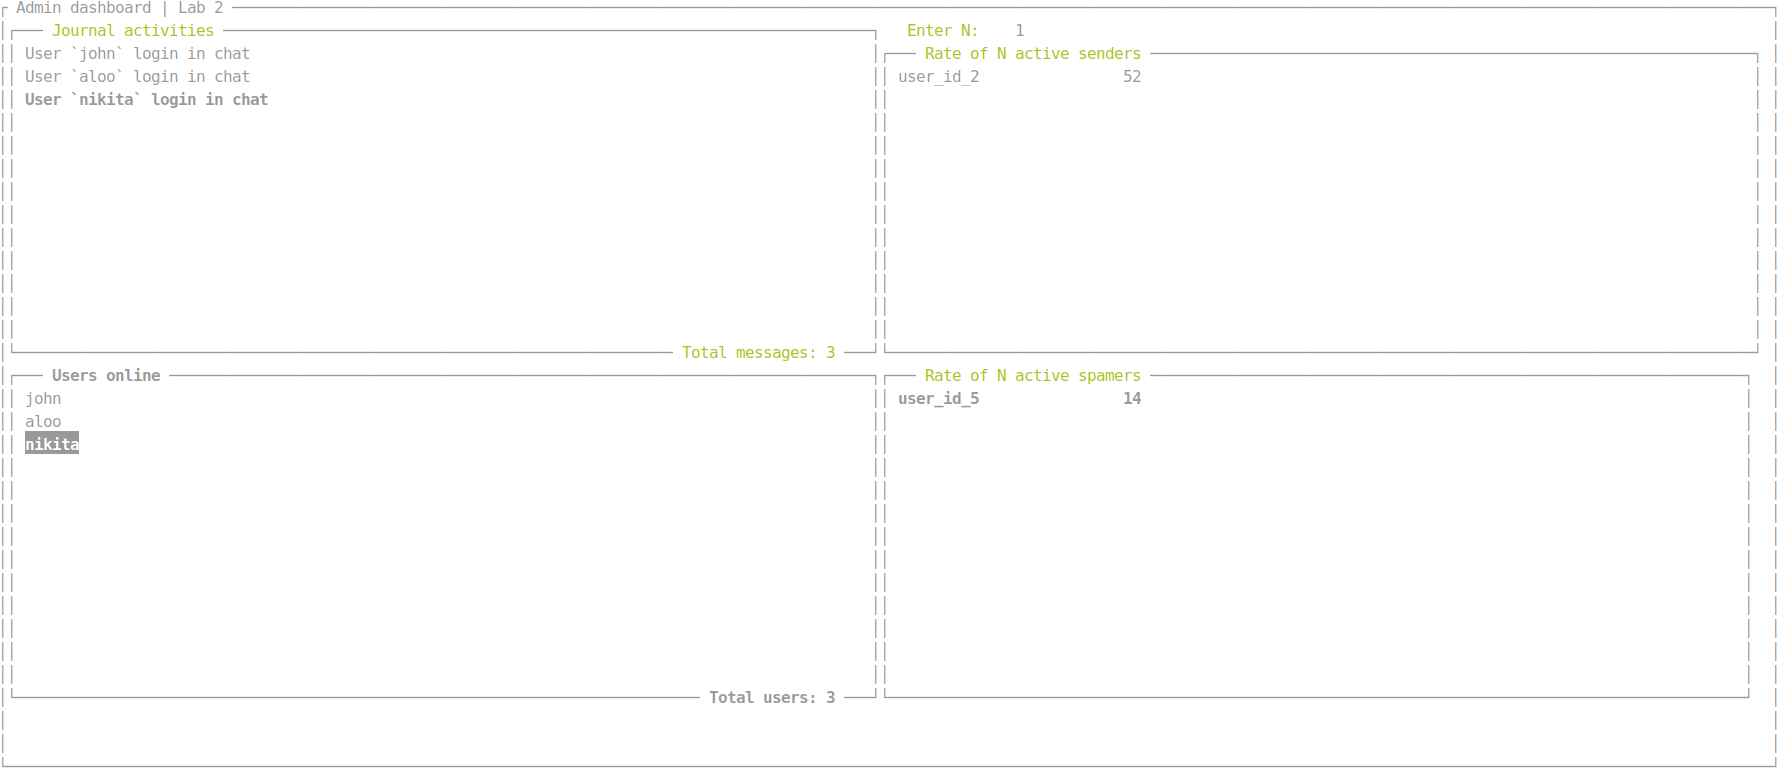 Admin dashboard | Lab 2
Journal activities
User `john` login in chat
User `aloo` login in chat
User `nikita` login in chat
Total messages: 3
Enter N: 1
Rate of N active senders
user_id_2 52
Users online
john
aloo
nikita
Total users: 3
Rate of N active spamers
user_id_5 14